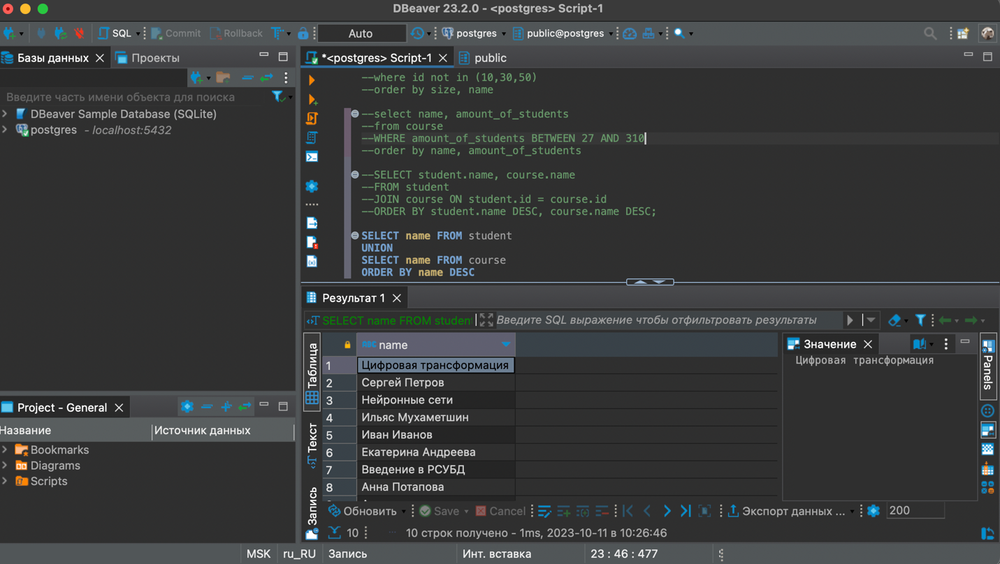 DBeaver 23.2.0 - <postgres> Script-1
SQL Commit Rollback Auto postgres public@postgres
Базы данных Проекты
*<postgres> Script-1 public
Введите часть имени объекта для поиска
DBeaver Sample Database (SQLite)
postgres - localhost:5432
--where id not in (10,30,50)
--order by size, name
--select name, amount_of_students
--from course
--WHERE amount_of_students BETWEEN 27 AND 310
--order by name, amount_of_students
--SELECT student.name, course.name
--FROM student
--JOIN course ON student.id = course.id
--ORDER BY student.name DESC, course.name DESC;
SELECT name FROM student
UNION
SELECT name FROM course
ORDER BY name DESC
Результат 1
SELECT name FROM student Введите SQL выражение чтобы отфильтровать результаты
Таблица
Текст
Запись
ABC name
1 Цифровая трансформация
2 Сергей Петров
3 Нейронные сети
4 Ильяс Мухаметшин
5 Иван Иванов
6 Екатерина Андреева
7 Введение в РСУБД
8 Анна Потапова
Значение
Цифровая трансформация
Panels
Project - General
Название Источник данных
Bookmarks
Diagrams
Scripts
Обновить Save Cancel Экспорт данных ... 200
10 10 строк получено - 1ms, 2023-10-11 в 10:26:46
MSK ru_RU Запись Инт. вставка 23 : 46 : 477